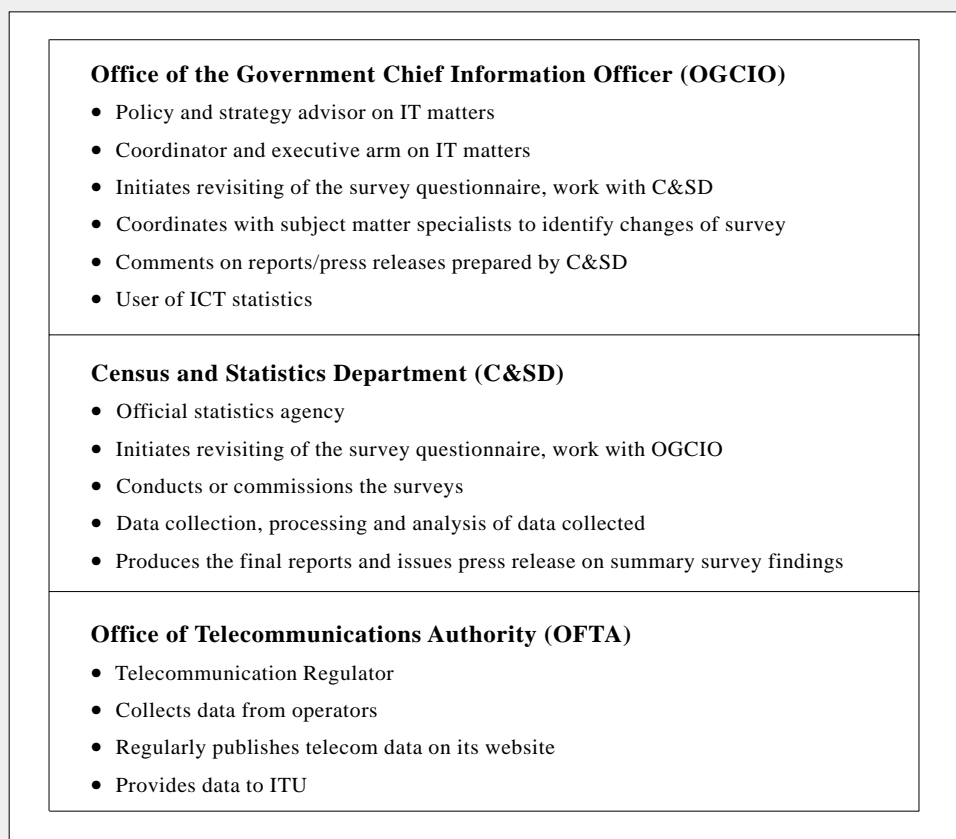 Office of the Government Chief Information Officer (OGCIO)
• Policy and strategy advisor on IT matters
• Coordinator and executive arm on IT matters
• Initiates revisiting of the survey questionnaire, work with C&SD
• Coordinates with subject matter specialists to identify changes of survey
• Comments on reports/press releases prepared by C&SD
• User of ICT statistics
Census and Statistics Department (C&SD)
• Official statistics agency
• Initiates revisiting of the survey questionnaire, work with OGCIO
• Conducts or commissions the surveys
• Data collection, processing and analysis of data collected
• Produces the final reports and issues press release on summary survey findings
Office of Telecommunications Authority (OFTA)
• Telecommunication Regulator
• Collects data from operators
• Regularly publishes telecom data on its website
• Provides data to ITU